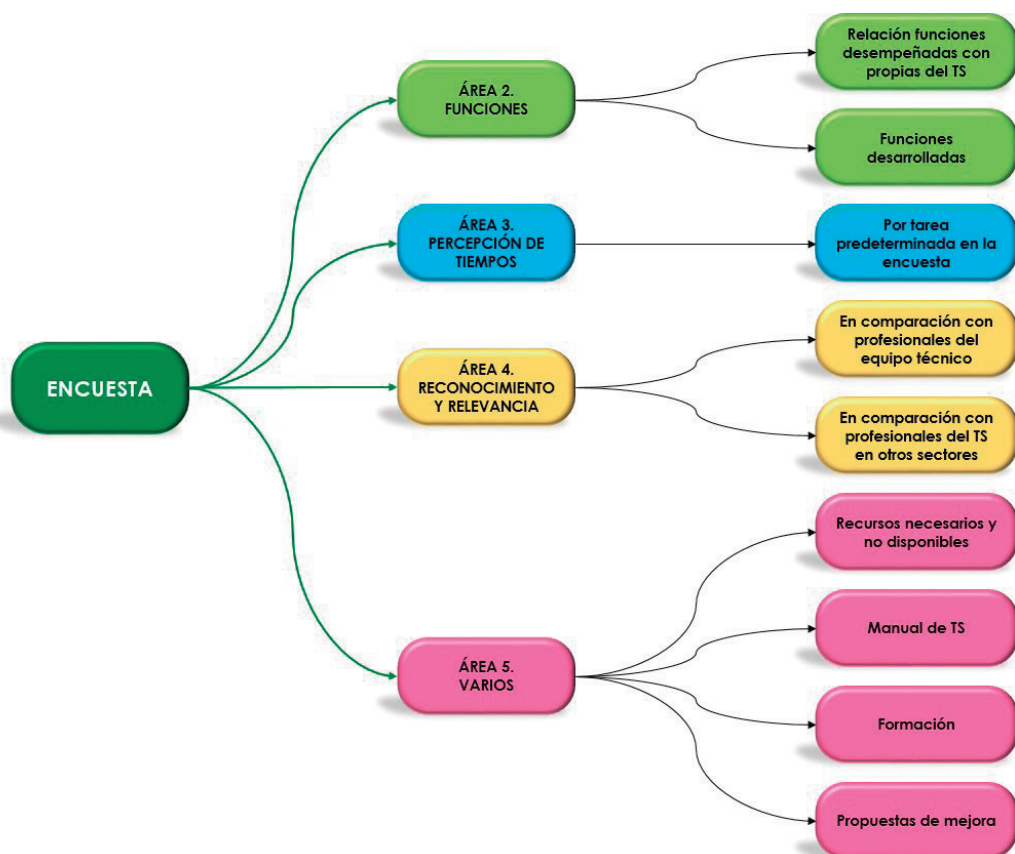 ENCUESTA
ÁREA 2.
FUNCIONES
Relación funciones
desempeñadas con
propias del TS
Funciones
desarrolladas
ÁREA 3.
PERCEPCIÓN DE
TIEMPOS
Por tarea
predeterminada en la
encuesta
ÁREA 4.
RECONOCIMIENTO
Y RELEVANCIA
En comparación con
profesionales del
equipo técnico
En comparación con
profesionales del TS
en otros sectores
ÁREA 5.
VARIOS
Recursos necesarios y
no disponibles
Manual de TS
Formación
Propuestas de mejora